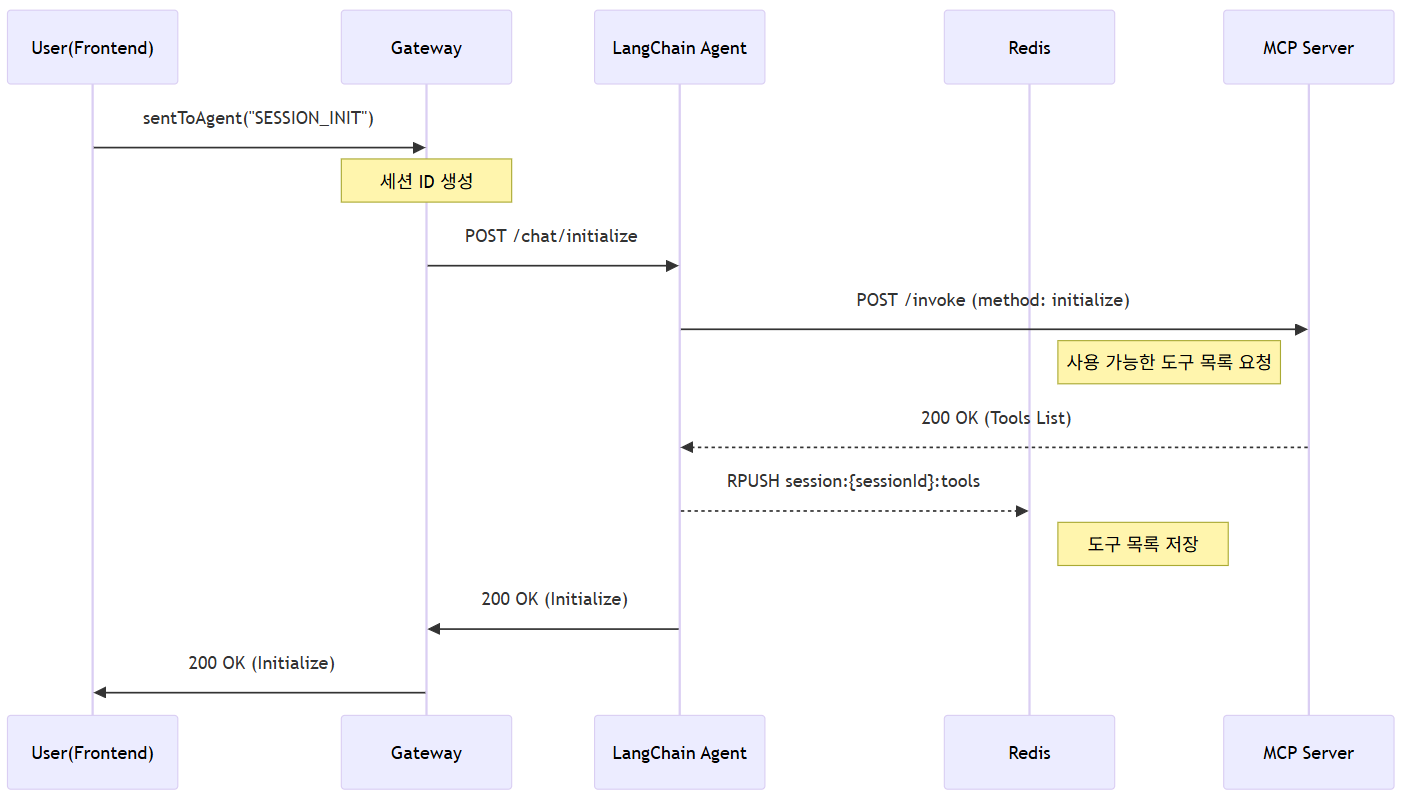 User(Frontend)
Gateway
LangChain Agent
Redis
MCP Server
sentToAgent("SESSION_INIT")
세션 ID 생성
POST /chat/initialize
POST /invoke (method: initialize)
사용 가능한 도구 목록 요청
200 OK (Tools List)
RPUSH session:{sessionId}:tools
도구 목록 저장
200 OK (Initialize)
200 OK (Initialize)
User(Frontend)
Gateway
LangChain Agent
Redis
MCP Server